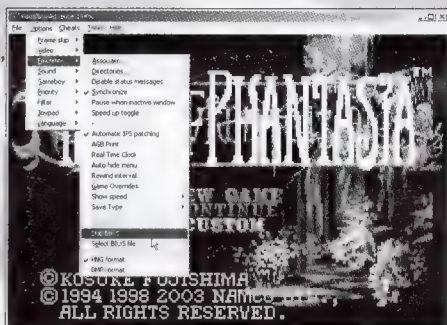 File Options Cheats Tools Help
Frame skip
Video
Emulator
Sound
Gameboy
Priority
Filter
Joypad
Language
Associate
Directories
Disable status messages
Synchronize
Pause when inactive window
Speed up toggle
Automatic IPS patching
AGB Print
Real Time Clock
Auto hide menu
Rewind interval
Game Overrides
Show speed
Save Type
Select BIOS file
PNG format
BMP format
PHANTASIA
TM
NEW GAME
CONTINUE
CUSTOM
© KOSUKE FUJISHIMA
© 1994 1998 2003 NAMCO
ALL RIGHTS RESERVED.